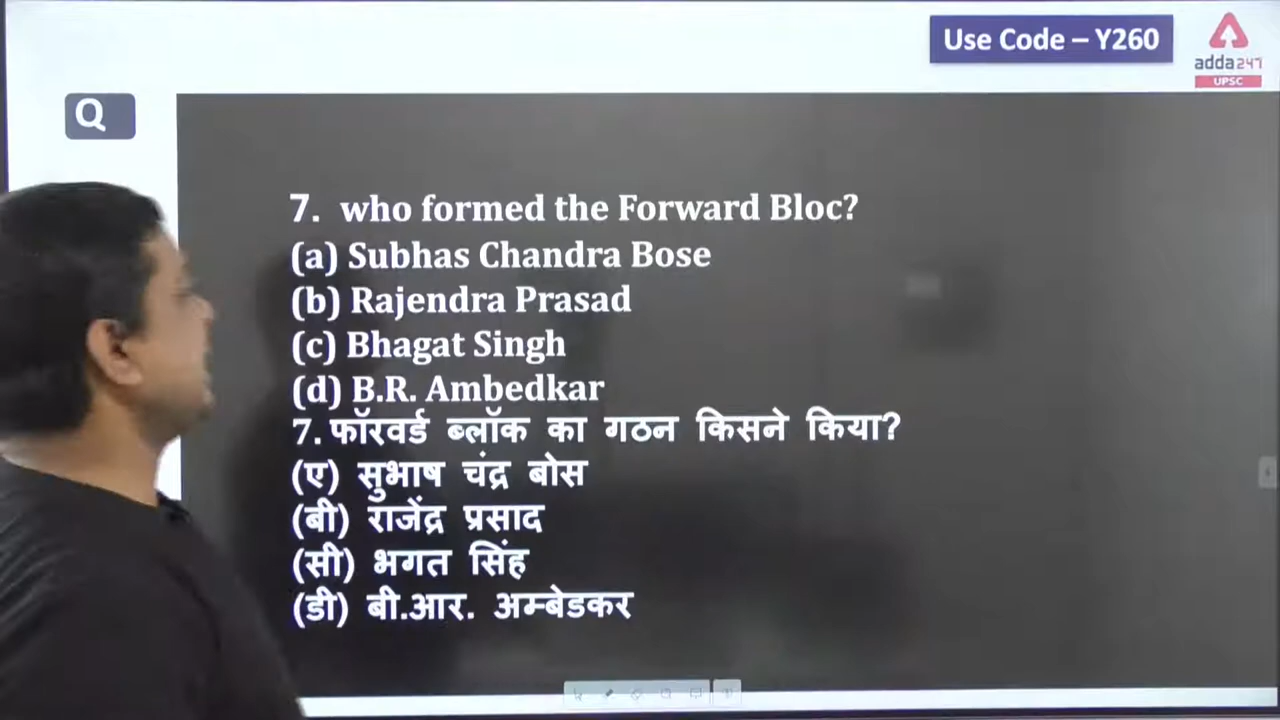 Use Code – Y260
adda247
UPSC
Q
7. who formed the Forward Bloc?
(a) Subhas Chandra Bose
(b) Rajendra Prasad
(c) Bhagat Singh
(d) B.R. Ambedkar
7. फॉरवर्ड ब्लॉक का गठन किसने किया?
(ए) सुभाष चंद्र बोस
(बी) राजेंद्र प्रसाद
(सी) भगत सिंह
(डी) बी.आर. अम्बेडकर